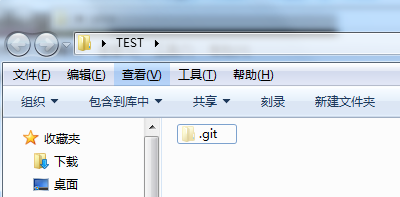 TEST
文件(F) 编辑(E) 查看(V) 工具(T) 帮助(H)
组织 包含到库中 共享 刻录 新建文件夹
收藏夹
下载
桌面
.git